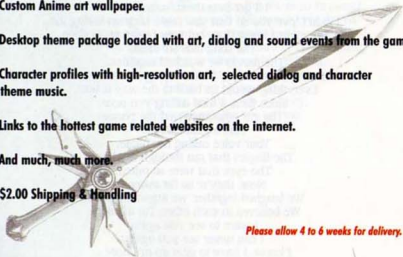 Custom Anime art wallpaper.
Desktop theme package loaded with art, dialog and sound events from the gam
Character profiles with high-resolution art, selected dialog and character
theme music.
Links to the hottest game related websites on the internet.
And much, much more.
$2.00 Shipping & Handling
Please allow 4 to 6 weeks for delivery.